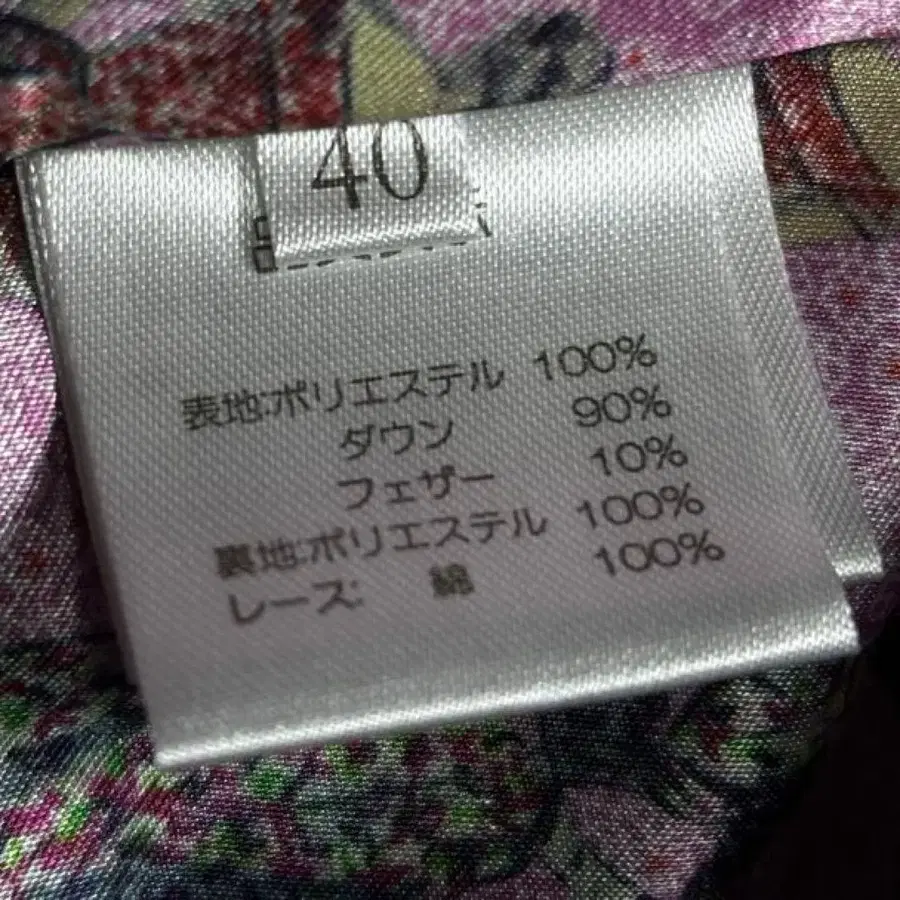 40
表地:ポリエステル 100%
ダウン 90%
フェザー 10%
裏地:ポリエステル 100%
レース: 綿 100%